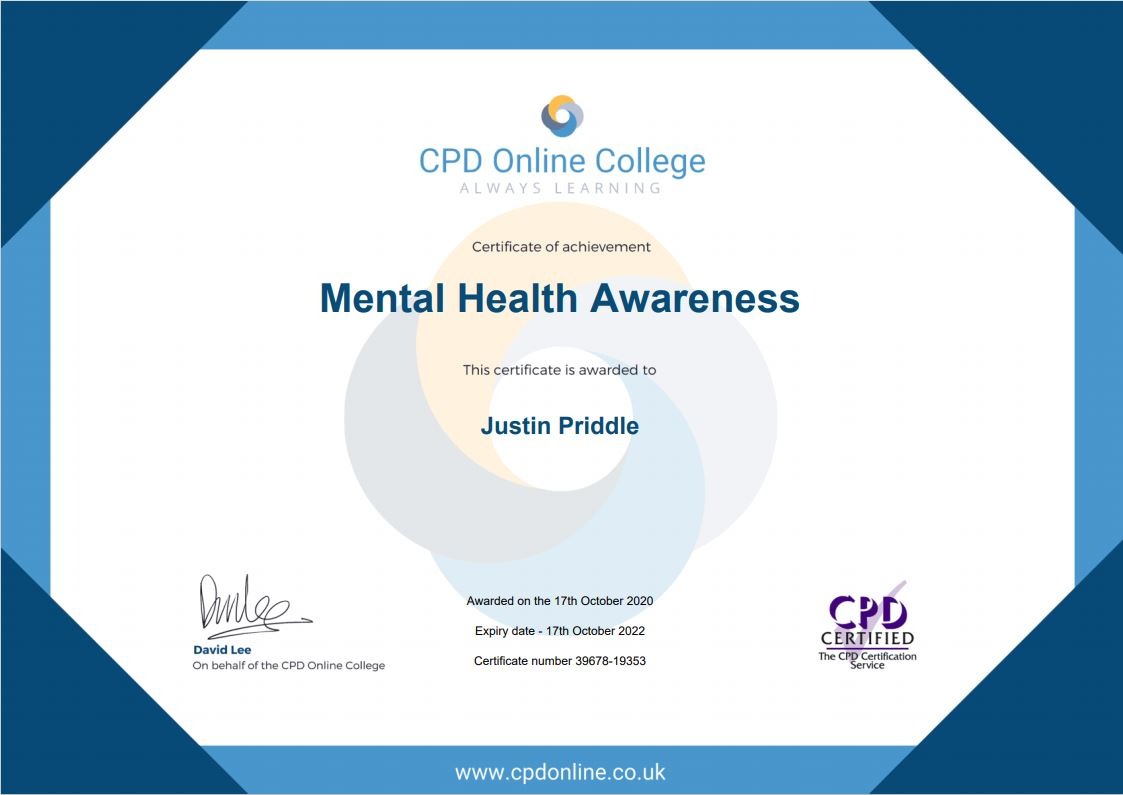 CPD Online College
ALWAYS LEARNING
Certificate of achievement
Mental Health Awareness
This certificate is awarded to
Justin Priddle
Awarded on the 17th October 2020
Expiry date - 17th October 2022
Certificate number 39678-19353
David Lee
On behalf of the CPD Online College
CPD
CERTIFIED
The CPD Certification
Service
www.cpdonline.co.uk